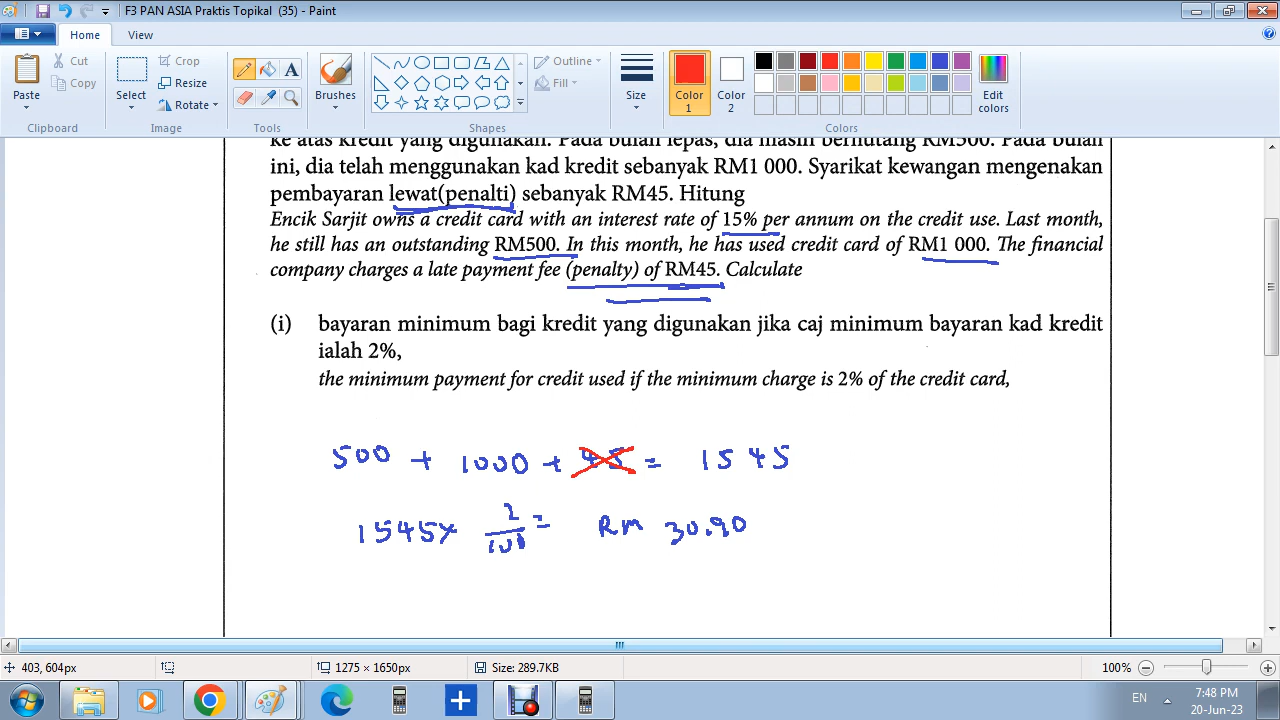 F3 PAN ASIA Praktis Topikal (35) - Paint
Home View
Paste Cut Copy Select Crop Resize Rotate Brushes Outline Fill Size Color 1 Color 2 Edit colors
Clipboard Image Tools Shapes Colors
ke atas kredit yang digunakan. Pada bulan lepas, dia masih berhutang RM500. Pada bulan
ini, dia telah menggunakan kad kredit sebanyak RM1 000. Syarikat kewangan mengenakan
pembayaran lewat(penalti) sebanyak RM45. Hitung
Encik Sarjit owns a credit card with an interest rate of 15% per annum on the credit use. Last month,
he still has an outstanding RM500. In this month, he has used credit card of RM1 000. The financial
company charges a late payment fee (penalty) of RM45. Calculate
(i) bayaran minimum bagi kredit yang digunakan jika caj minimum bayaran kad kredit
ialah 2%,
the minimum payment for credit used if the minimum charge is 2% of the credit card,
500 + 1000 + 45 = 1545
1545 × 2/100 = RM 30.90
403, 604px 1275 × 1650px Size: 289.7KB 100%
EN 7:48 PM
20-Jun-23